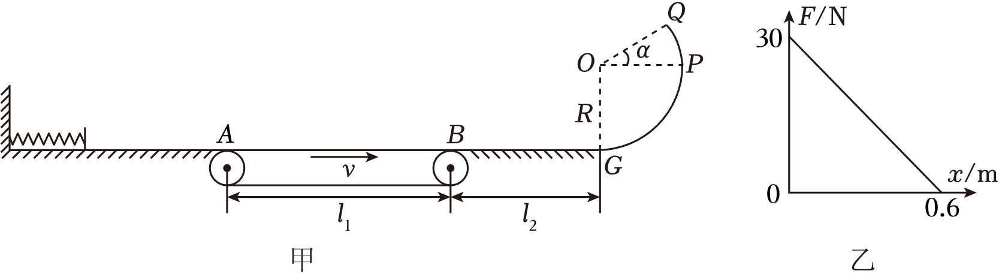 Q
O α P
R
A B
v G
l₁ l₂
甲
F/N
30
x/m
0 0.6
乙